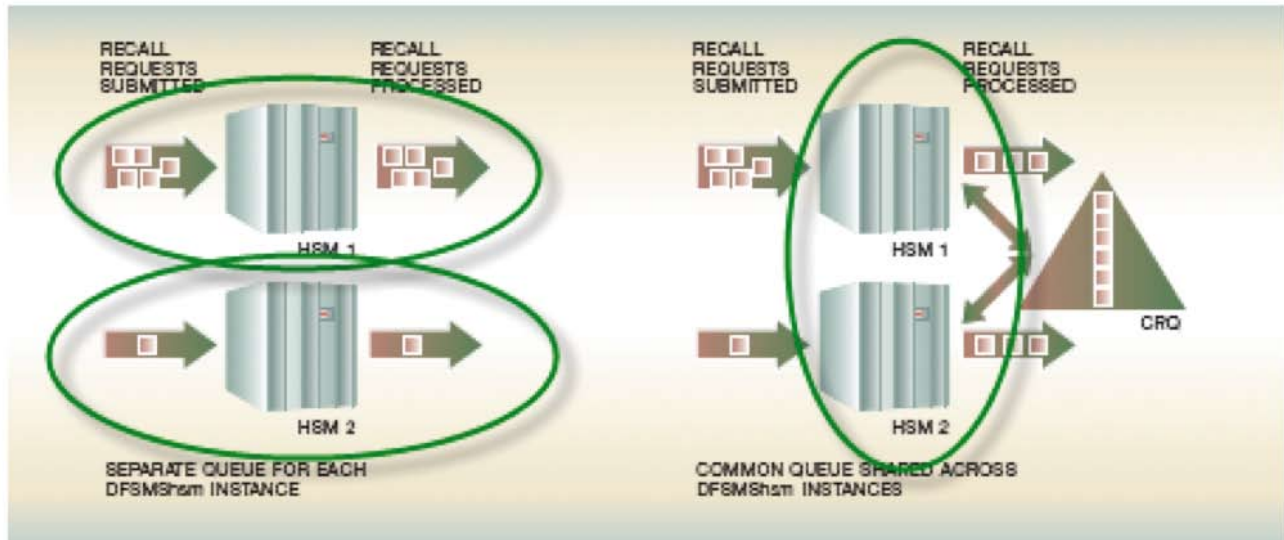 RECALL
REQUESTS
SUBMITTED
RECALL
REQUESTS
PROCESSED
HSM 1
HSM 2
SEPARATE QUEUE FOR EACH
DFSMShsm INSTANCE
RECALL
REQUESTS
SUBMITTED
RECALL
REQUESTS
PROCESSED
HSM 1
CRQ
HSM 2
COMMON QUEUE SHARED ACROSS
DFSMShsm INSTANCES